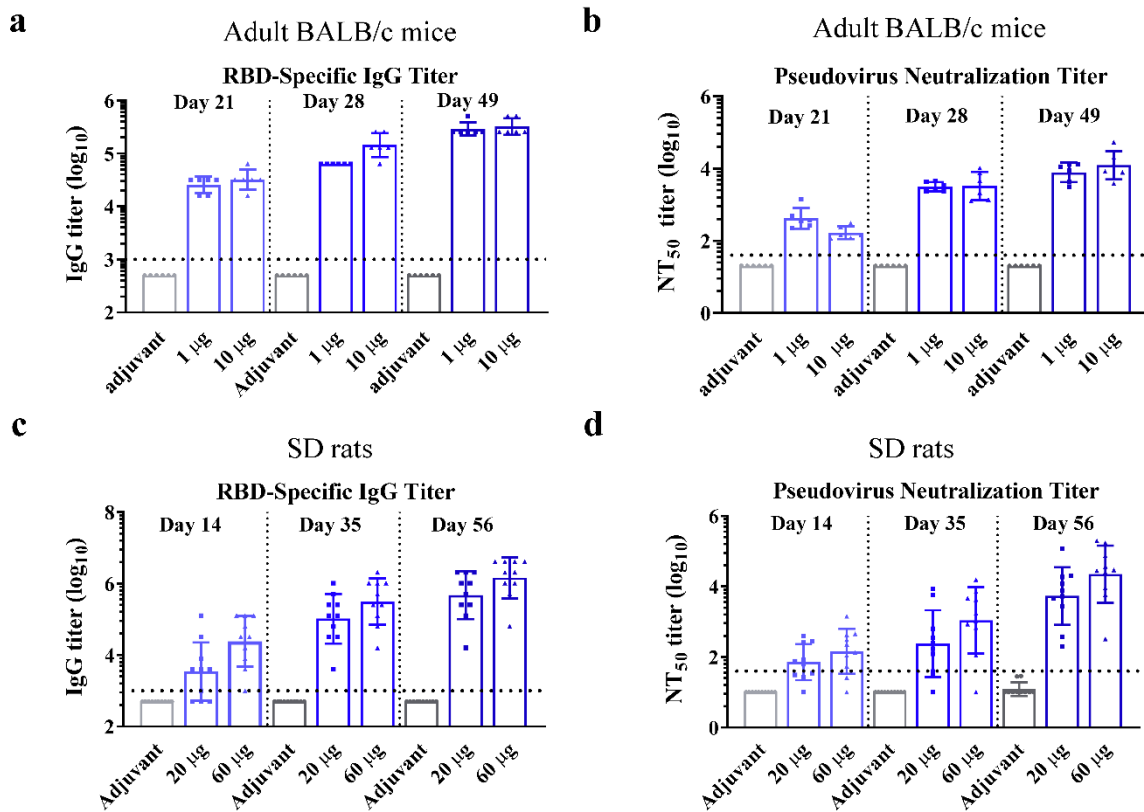 a
Adult BALB/c mice
RBD-Specific IgG Titer
Day 21
Day 28
Day 49
IgG titer (log10)
6
5
4
3
2
adjuvant
1 μg
10 μg
Adjuvant
1 μg
10 μg
adjuvant
1 μg
10 μg
b
Adult BALB/c mice
Pseudovirus Neutralization Titer
Day 21
Day 28
Day 49
NT50 titer (log10)
6
4
2
0
adjuvant
1 μg
10 μg
adjuvant
1 μg
10 μg
adjuvant
1 μg
10 μg
c
SD rats
RBD-Specific IgG Titer
Day 14
Day 35
Day 56
IgG titer (log10)
8
6
4
2
Adjuvant
20 μg
60 μg
Adjuvant
20 μg
60 μg
Adjuvant
20 μg
60 μg
d
SD rats
Pseudovirus Neutralization Titer
Day 14
Day 35
Day 56
NT50 titer (log10)
6
4
2
0
Adjuvant
20 μg
60 μg
Adjuvant
20 μg
60 μg
Adjuvant
20 μg
60 μg